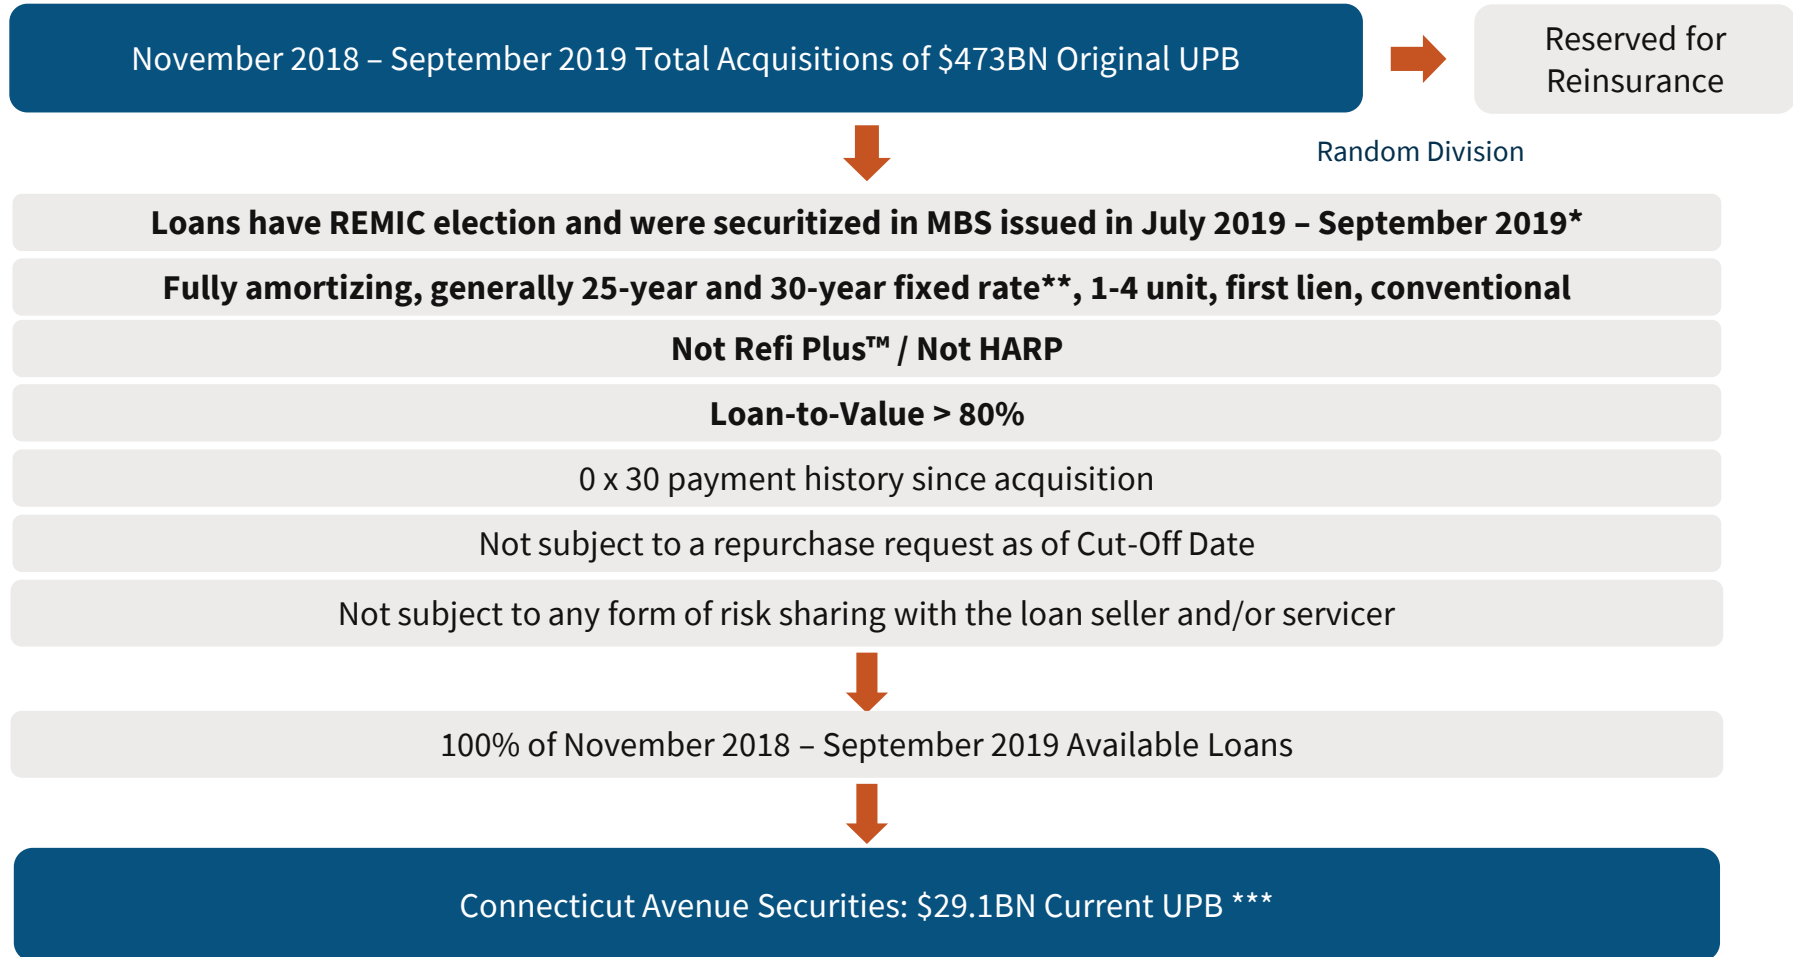 November 2018 – September 2019 Total Acquisitions of $473BN Original UPB
Reserved for
Reinsurance
Random Division
Loans have REMIC election and were securitized in MBS issued in July 2019 – September 2019*
Fully amortizing, generally 25-year and 30-year fixed rate**, 1-4 unit, first lien, conventional
Not Refi Plus™ / Not HARP
Loan-to-Value > 80%
0 x 30 payment history since acquisition
Not subject to a repurchase request as of Cut-Off Date
Not subject to any form of risk sharing with the loan seller and/or servicer
100% of November 2018 – September 2019 Available Loans
Connecticut Avenue Securities: $29.1BN Current UPB ***